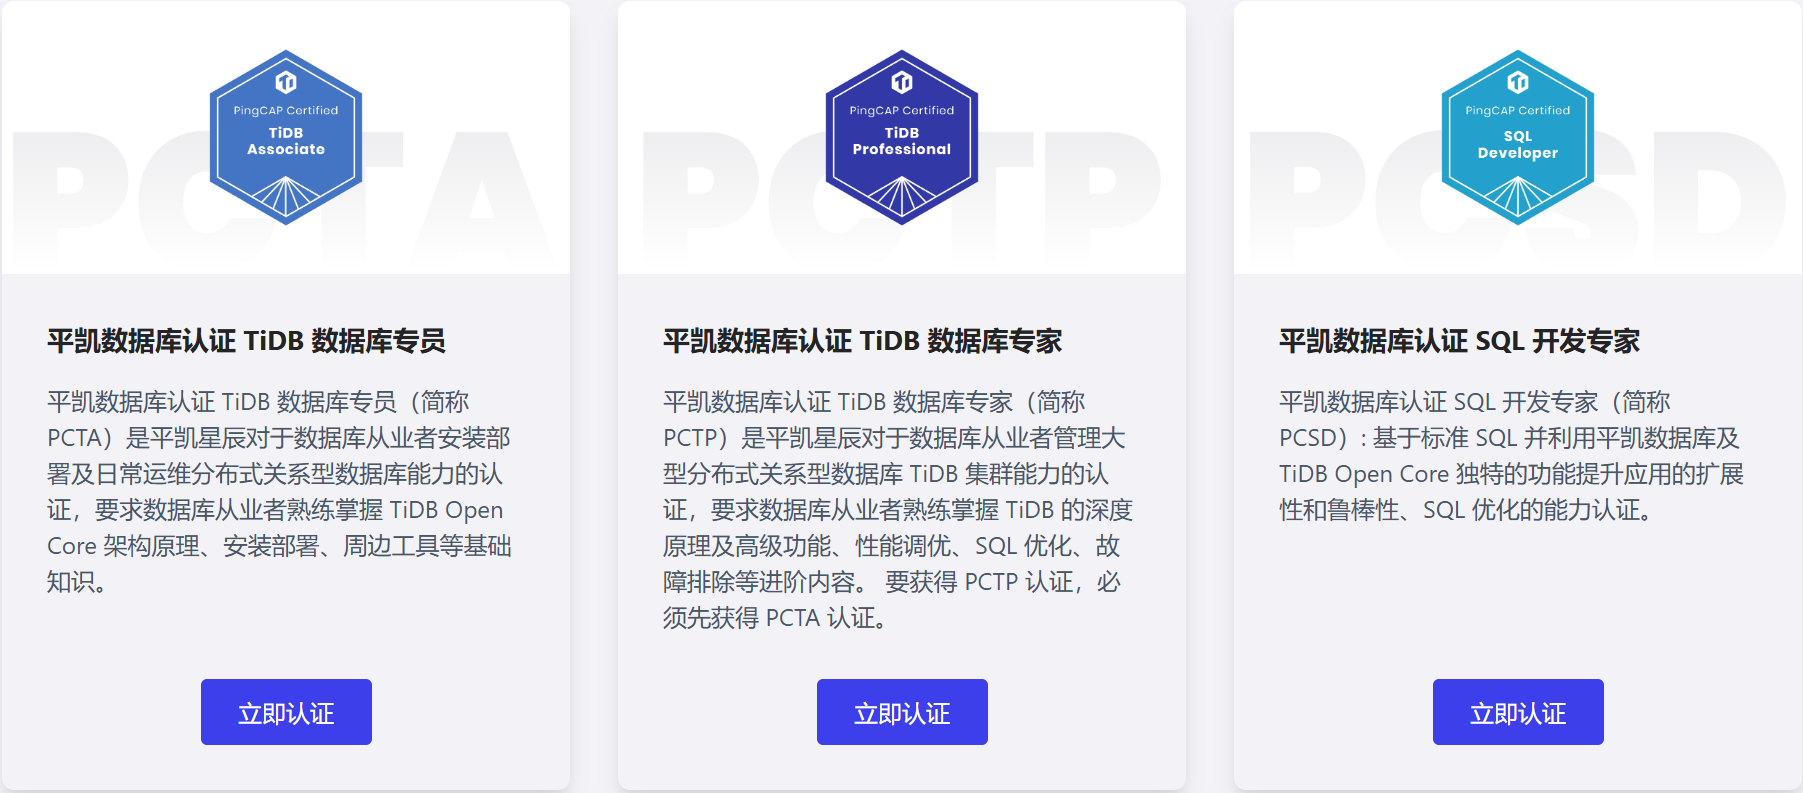 PCTA
PingCAP Certified
TiDB
Associate
平凯数据库认证 TiDB 数据库专员
平凯数据库认证 TiDB 数据库专员（简称
PCTA）是平凯星辰对于数据库从业者安装部
署及日常运维分布式关系型数据库能力的认
证，要求数据库从业者熟练掌握 TiDB Open
Core 架构原理、安装部署、周边工具等基础
知识。
立即认证
PCTP
PingCAP Certified
TiDB
Professional
平凯数据库认证 TiDB 数据库专家
平凯数据库认证 TiDB 数据库专家（简称
PCTP）是平凯星辰对于数据库从业者管理大
型分布式关系型数据库 TiDB 集群能力的认
证，要求数据库从业者熟练掌握 TiDB 的深度
原理及高级功能、性能调优、SQL 优化、故
障排除等进阶内容。 要获得 PCTP 认证，必
须先获得 PCTA 认证。
立即认证
PCSD
PingCAP Certified
SQL
Developer
平凯数据库认证 SQL 开发专家
平凯数据库认证 SQL 开发专家（简称
PCSD）: 基于标准 SQL 并利用平凯数据库及
TiDB Open Core 独特的功能提升应用的扩展
性和鲁棒性、SQL 优化的能力认证。
立即认证